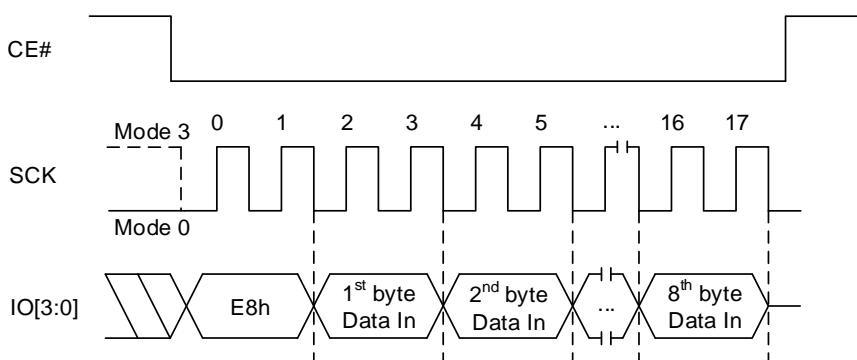 CE#
Mode 3
0 1 2 3 4 5 ... 16 17
SCK
Mode 0
IO[3:0]
E8h
1st byte
Data In
2nd byte
Data In
...
8th byte
Data In